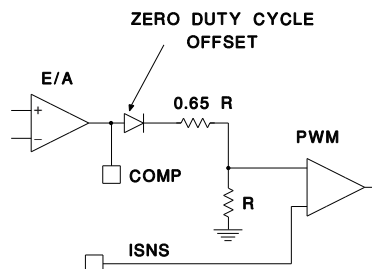 ZERO DUTY CYCLE
OFFSET
E/A
+
−
0.65 R
COMP
PWM
R
ISNS